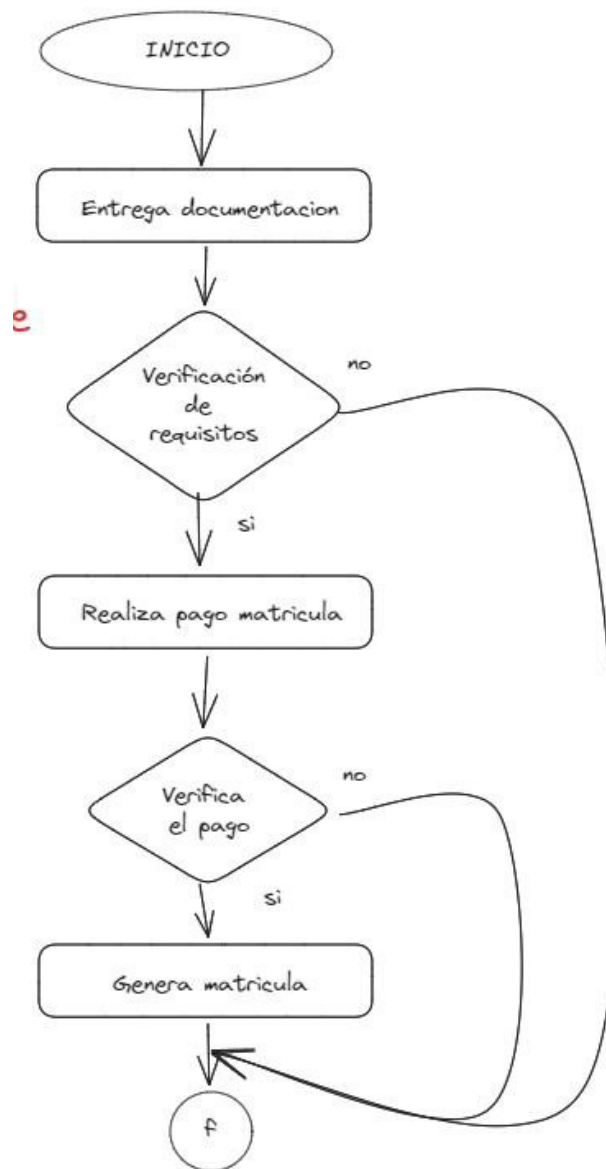 INICIO
Entrega documentacion
Verificación
de
requisitos
no
si
Realiza pago matricula
Verifica
el pago
no
si
Genera matricula
f